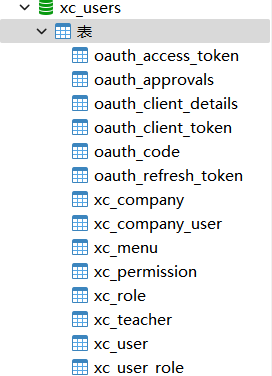 xc_users
表
oauth_access_token
oauth_approvals
oauth_client_details
oauth_client_token
oauth_code
oauth_refresh_token
xc_company
xc_company_user
xc_menu
xc_permission
xc_role
xc_teacher
xc_user
xc_user_role